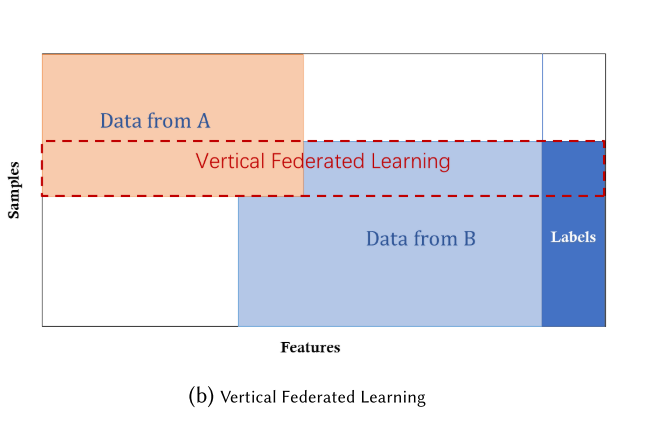 Data from A
Vertical Federated Learning
Samples
Data from B
Labels
Features
(b) Vertical Federated Learning